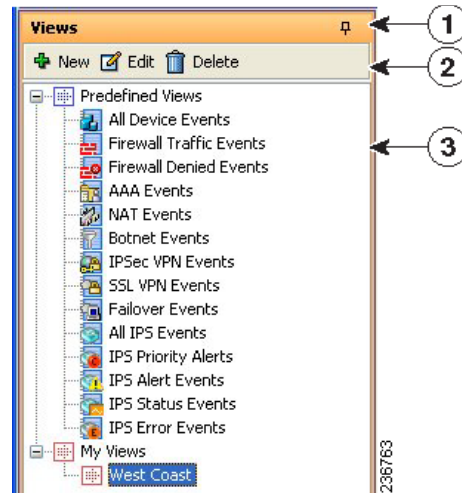 Views
1
New Edit Delete
2
Predefined Views
All Device Events
Firewall Traffic Events
3
Firewall Denied Events
AAA Events
NAT Events
Botnet Events
IPSec VPN Events
SSL VPN Events
Failover Events
All IPS Events
IPS Priority Alerts
IPS Alert Events
IPS Status Events
IPS Error Events
My Views
West Coast
236763